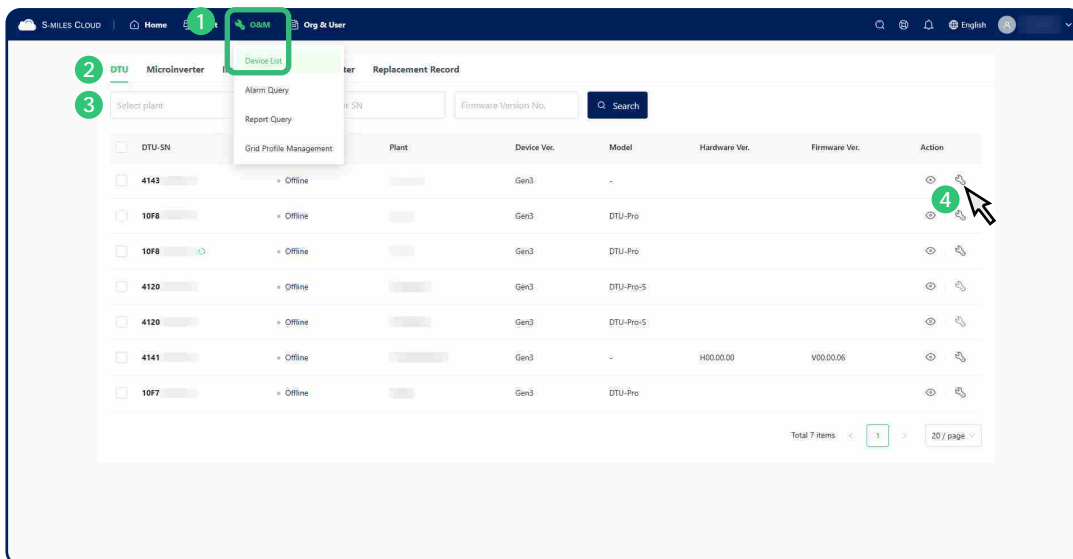 S-MILES CLOUD Home 1 O&M Org & User English
2 DTU Microinverter Device List ter Replacement Record
Alarm Query
3 Select plant SN Firmware Version No. Search
Report Query
DTU-SN Grid Profile Management Plant Device Ver. Model Hardware Ver. Firmware Ver. Action
4143 Offline Gen3 -
4
10F8 Offline Gen3 DTU-Pro
10F8 Offline Gen3 DTU-Pro
4120 Offline Gen3 DTU-Pro-S
4120 Offline Gen3 DTU-Pro-S
4141 Offline Gen3 - H00.00.00 V00.00.06
10F7 Offline Gen3 DTU-Pro
Total 7 items < 1 > 20 / page